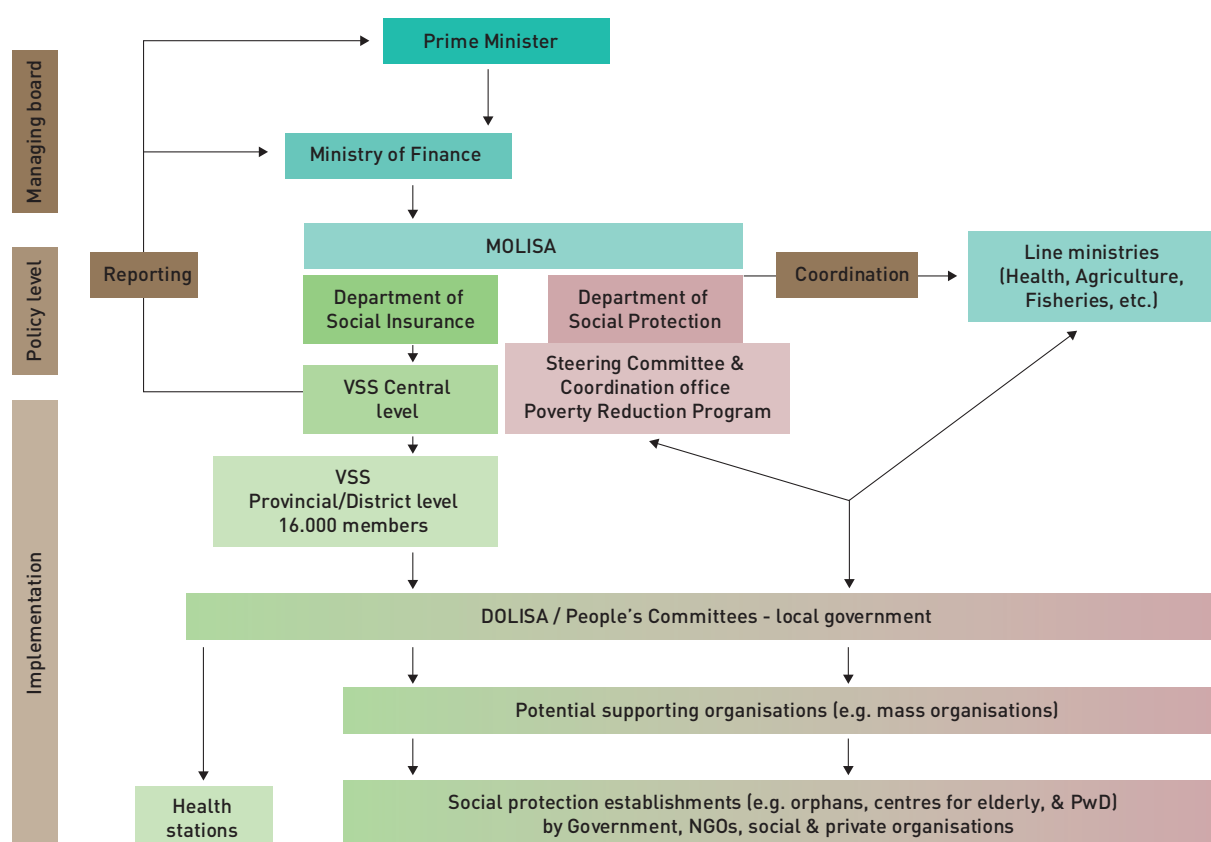 Managing board
Prime Minister
Ministry of Finance
Policy level
Reporting
MOLISA
Department of
Social Insurance
Department of
Social Protection
Coordination
Line ministries
(Health, Agriculture,
Fisheries, etc.)
VSS Central
level
Steering Committee &
Coordination office
Poverty Reduction Program
Implementation
VSS
Provincial/District level
16.000 members
DOLISA / People's Committees - local government
Potential supporting organisations (e.g. mass organisations)
Health
stations
Social protection establishments (e.g. orphans, centres for elderly, & PwD)
by Government, NGOs, social & private organisations